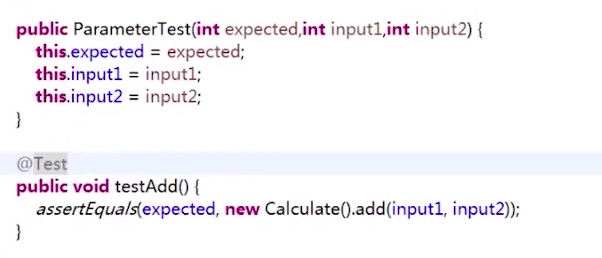 public ParameterTest(int expected,int input1,int input2) {
this.expected = expected;
this.input1 = input1;
this.input2 = input2;
}
@Test
public void testAdd() {
assertEquals(expected, new Calculate().add(input1, input2));
}